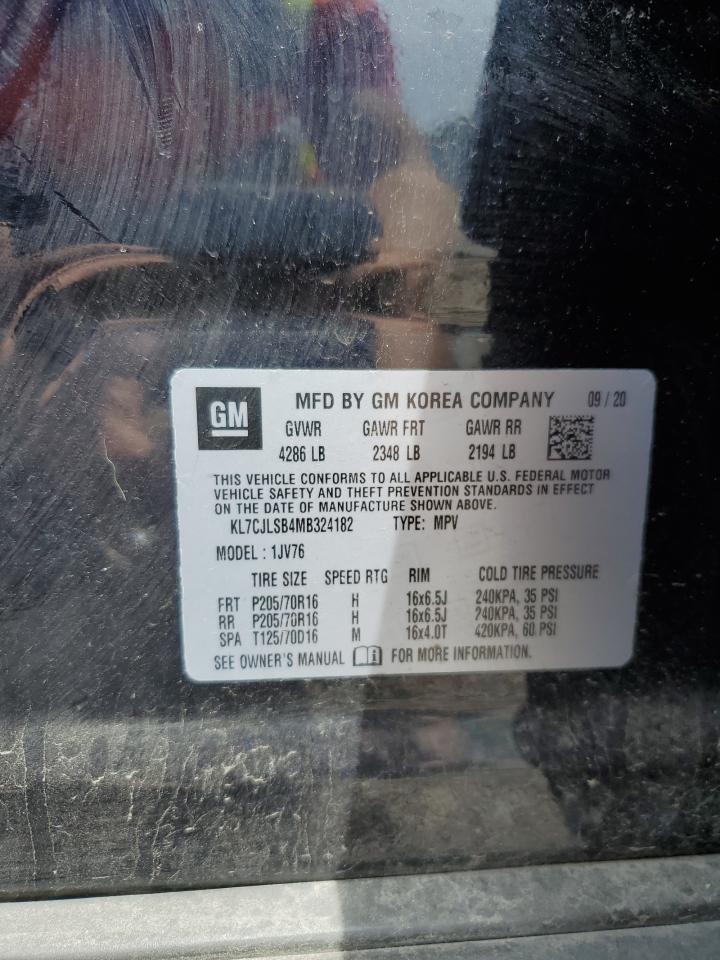 GM MFD BY GM KOREA COMPANY 09 / 20
GVWR GAWR FRT GAWR RR
4286 LB 2348 LB 2194 LB
THIS VEHICLE CONFORMS TO ALL APPLICABLE U.S. FEDERAL MOTOR
VEHICLE SAFETY AND THEFT PREVENTION STANDARDS IN EFFECT
ON THE DATE OF MANUFACTURE SHOWN ABOVE.
KL7CJLSB4MB324182 TYPE: MPV
MODEL : 1JV76
TIRE SIZE SPEED RTG RIM COLD TIRE PRESSURE
FRT P205/70R16 H 16x6.5J 240KPA, 35 PSI
RR P205/70R16 H 16x6.5J 240KPA, 35 PSI
SPA T125/70D16 M 16x4.0T 420KPA, 60 PSI
SEE OWNER'S MANUAL FOR MORE INFORMATION.